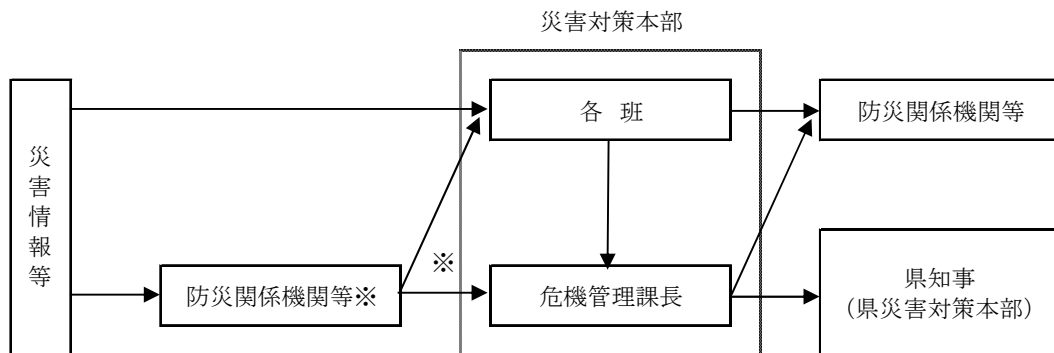 災害対策本部
各 班
防災関係機関等
災害情報等
※
防災関係機関等※
危機管理課長
県知事
（県災害対策本部）